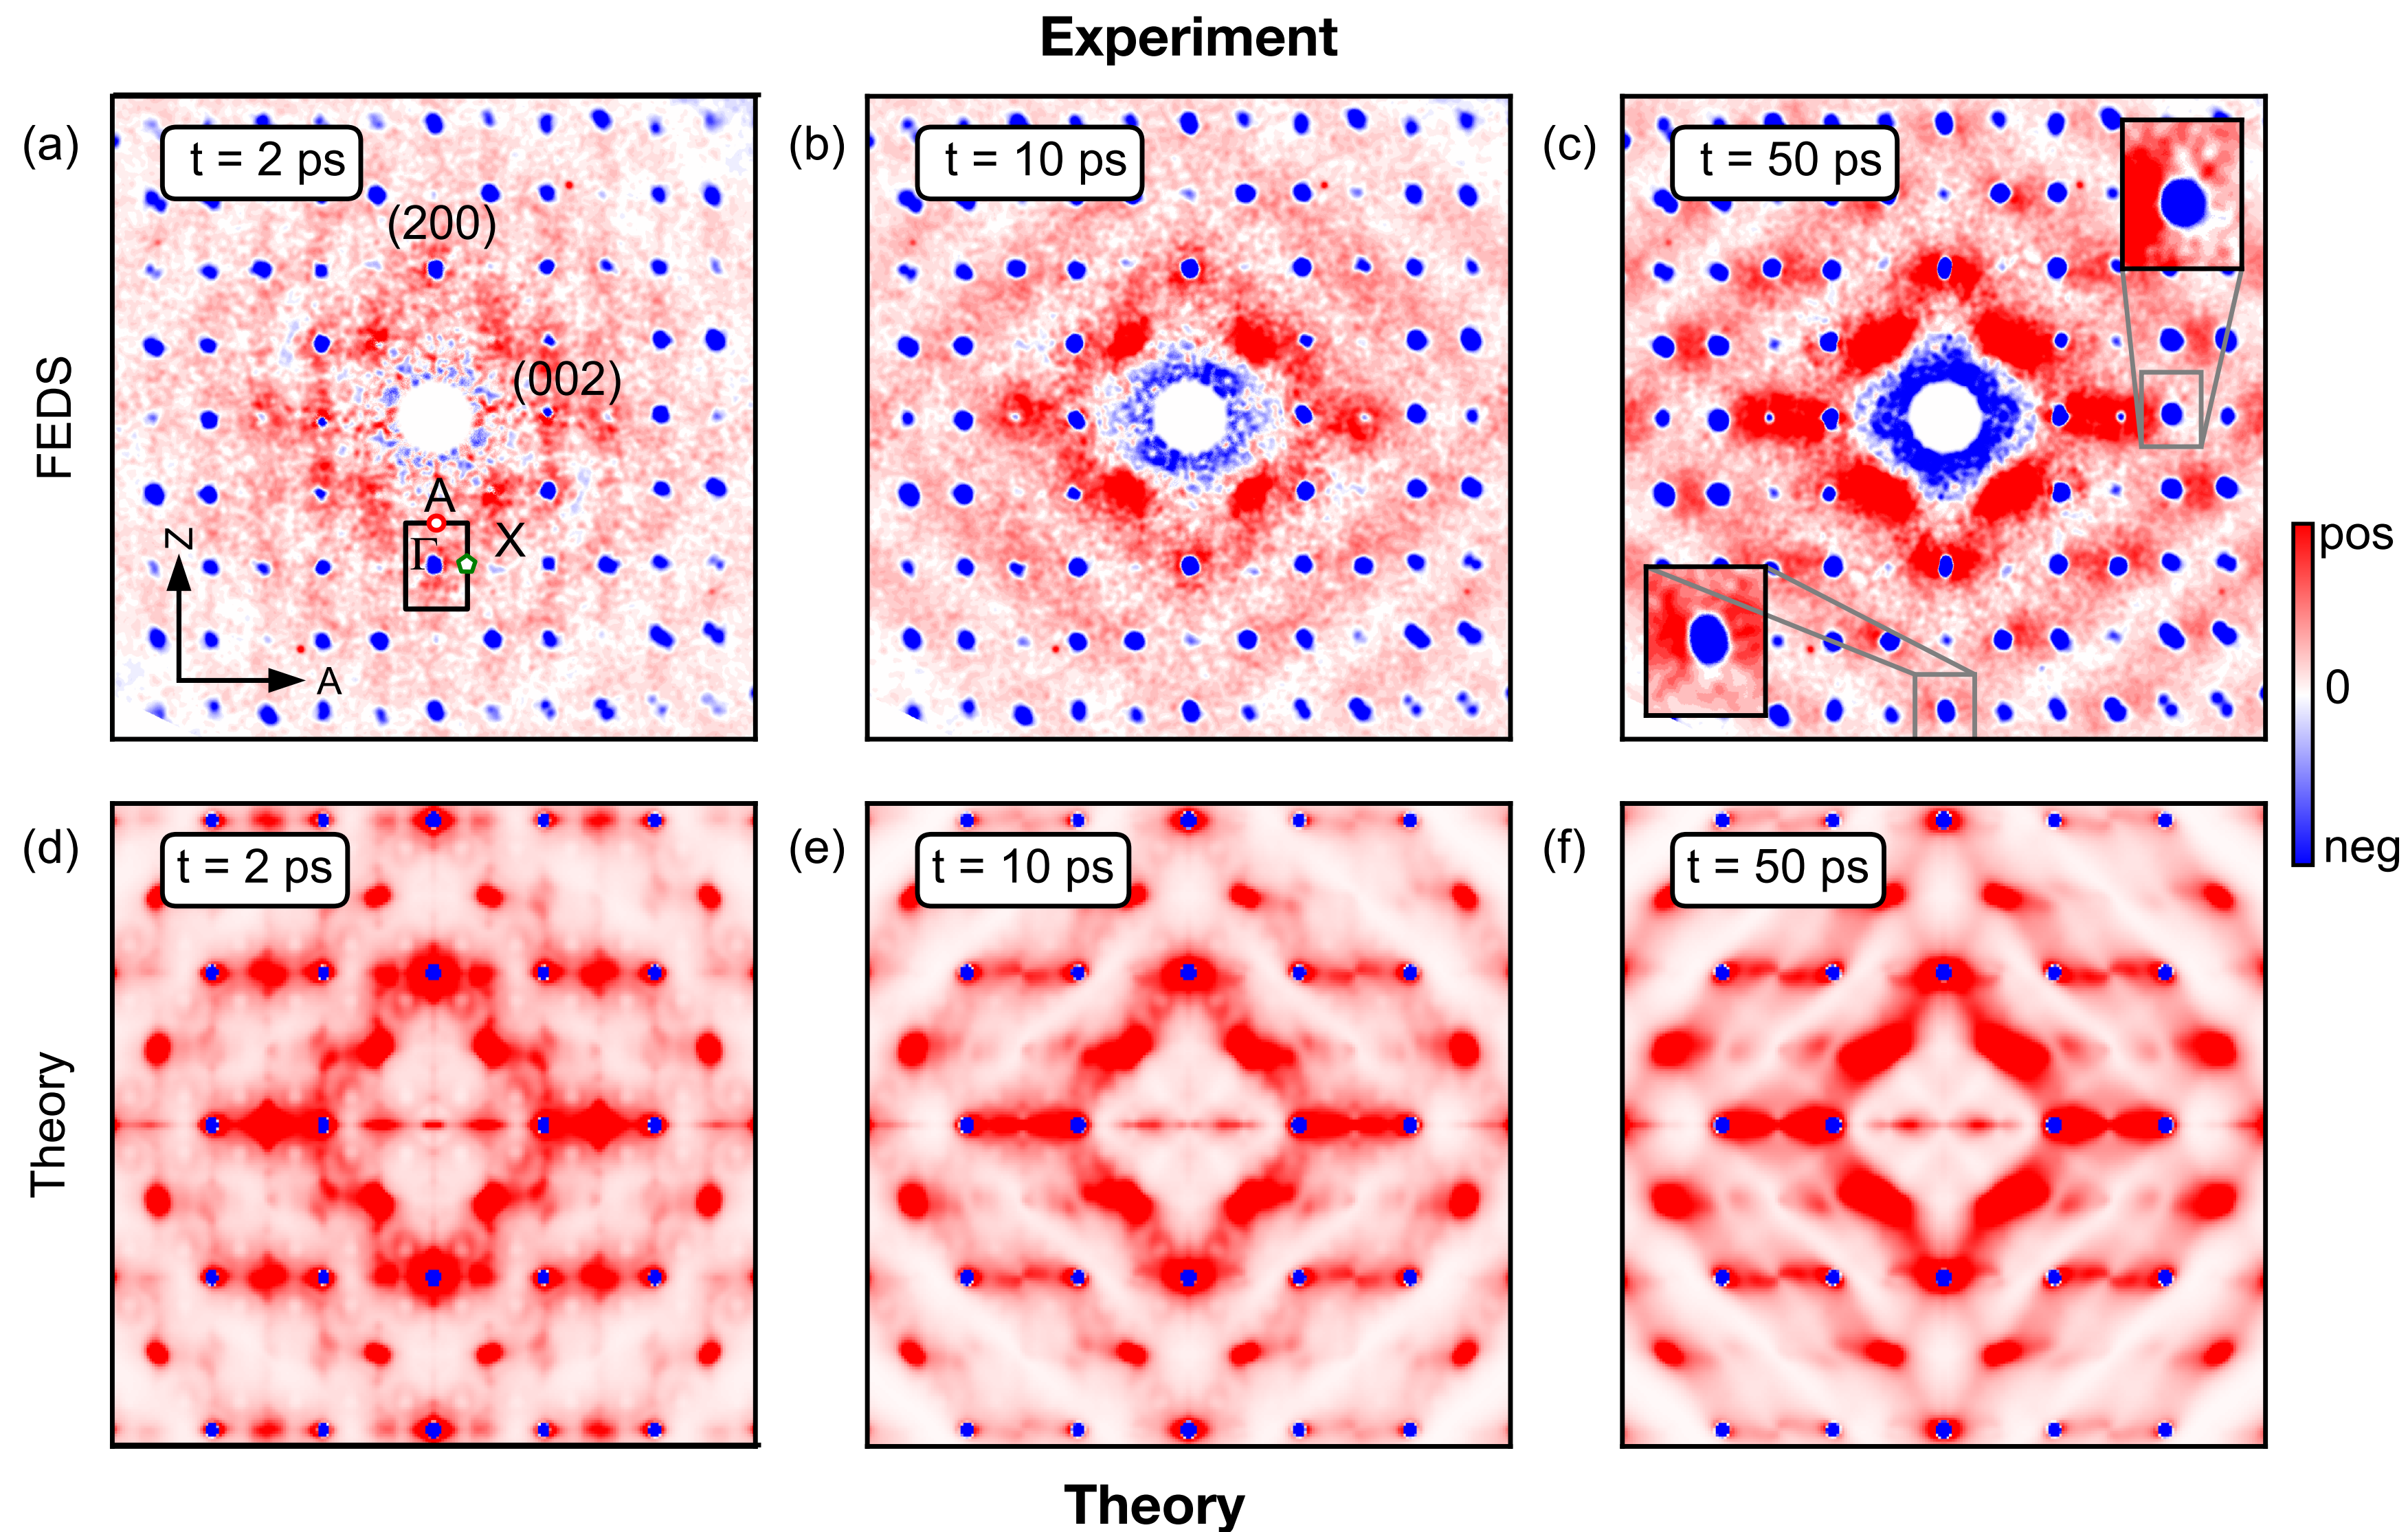 Experiment
(a)
t = 2 ps
(b)
t = 10 ps
(c)
t = 50 ps
FEDS
(200)
(002)
A
Γ
X
Z
A
pos
0
neg
(d)
t = 2 ps
(e)
t = 10 ps
(f)
t = 50 ps
Theory
Theory